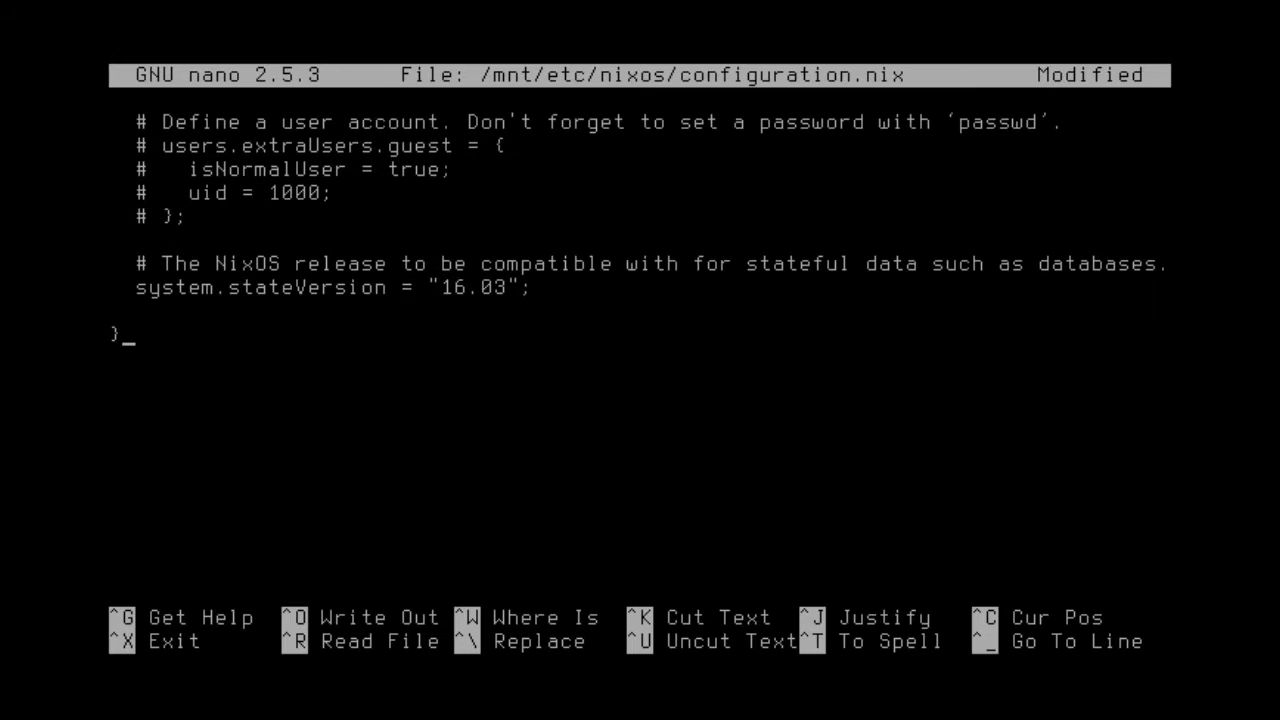 GNU nano 2.5.3      File: /mnt/etc/nixos/configuration.nix          Modified
  # Define a user account. Don't forget to set a password with ‘passwd’.
  # users.extraUsers.guest = {
  #   isNormalUser = true;
  #   uid = 1000;
  # };
  # The NixOS release to be compatible with for stateful data such as databases.
  system.stateVersion = "16.03";
}
^G Get Help  ^O Write Out ^W Where Is  ^K Cut Text  ^J Justify   ^C Cur Pos
^X Exit      ^R Read File ^\ Replace   ^U Uncut Text^T To Spell  ^_ Go To Line